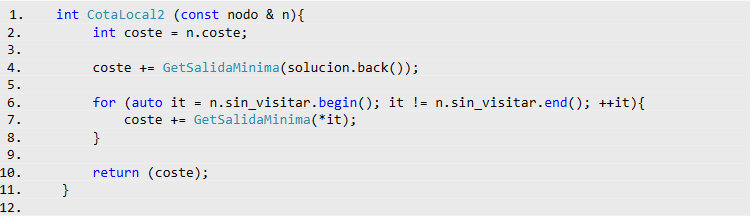 1. int CotaLocal2 (const nodo & n){
2. int coste = n.coste;
3.
4. coste += GetSalidaMinima(solucion.back());
5.
6. for (auto it = n.sin_visitar.begin(); it != n.sin_visitar.end(); ++it){
7. coste += GetSalidaMinima(*it);
8. }
9.
10. return (coste);
11. }
12.